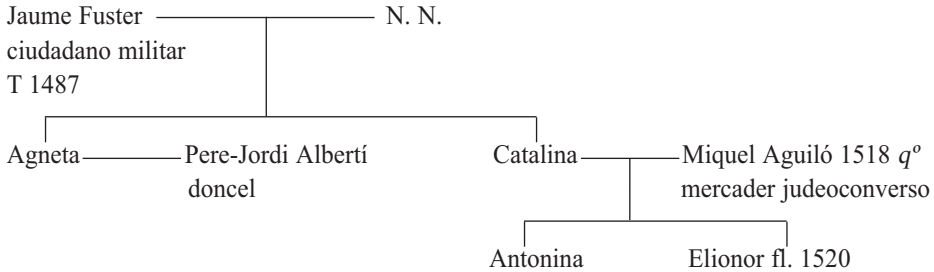 Jaume Fuster N. N.
ciudadano militar
T 1487
Agneta Pere-Jordi Albertí Catalina Miquel Aguiló 1518 qº
doncel mercader judeoconverso
Antonina Elionor fl. 1520